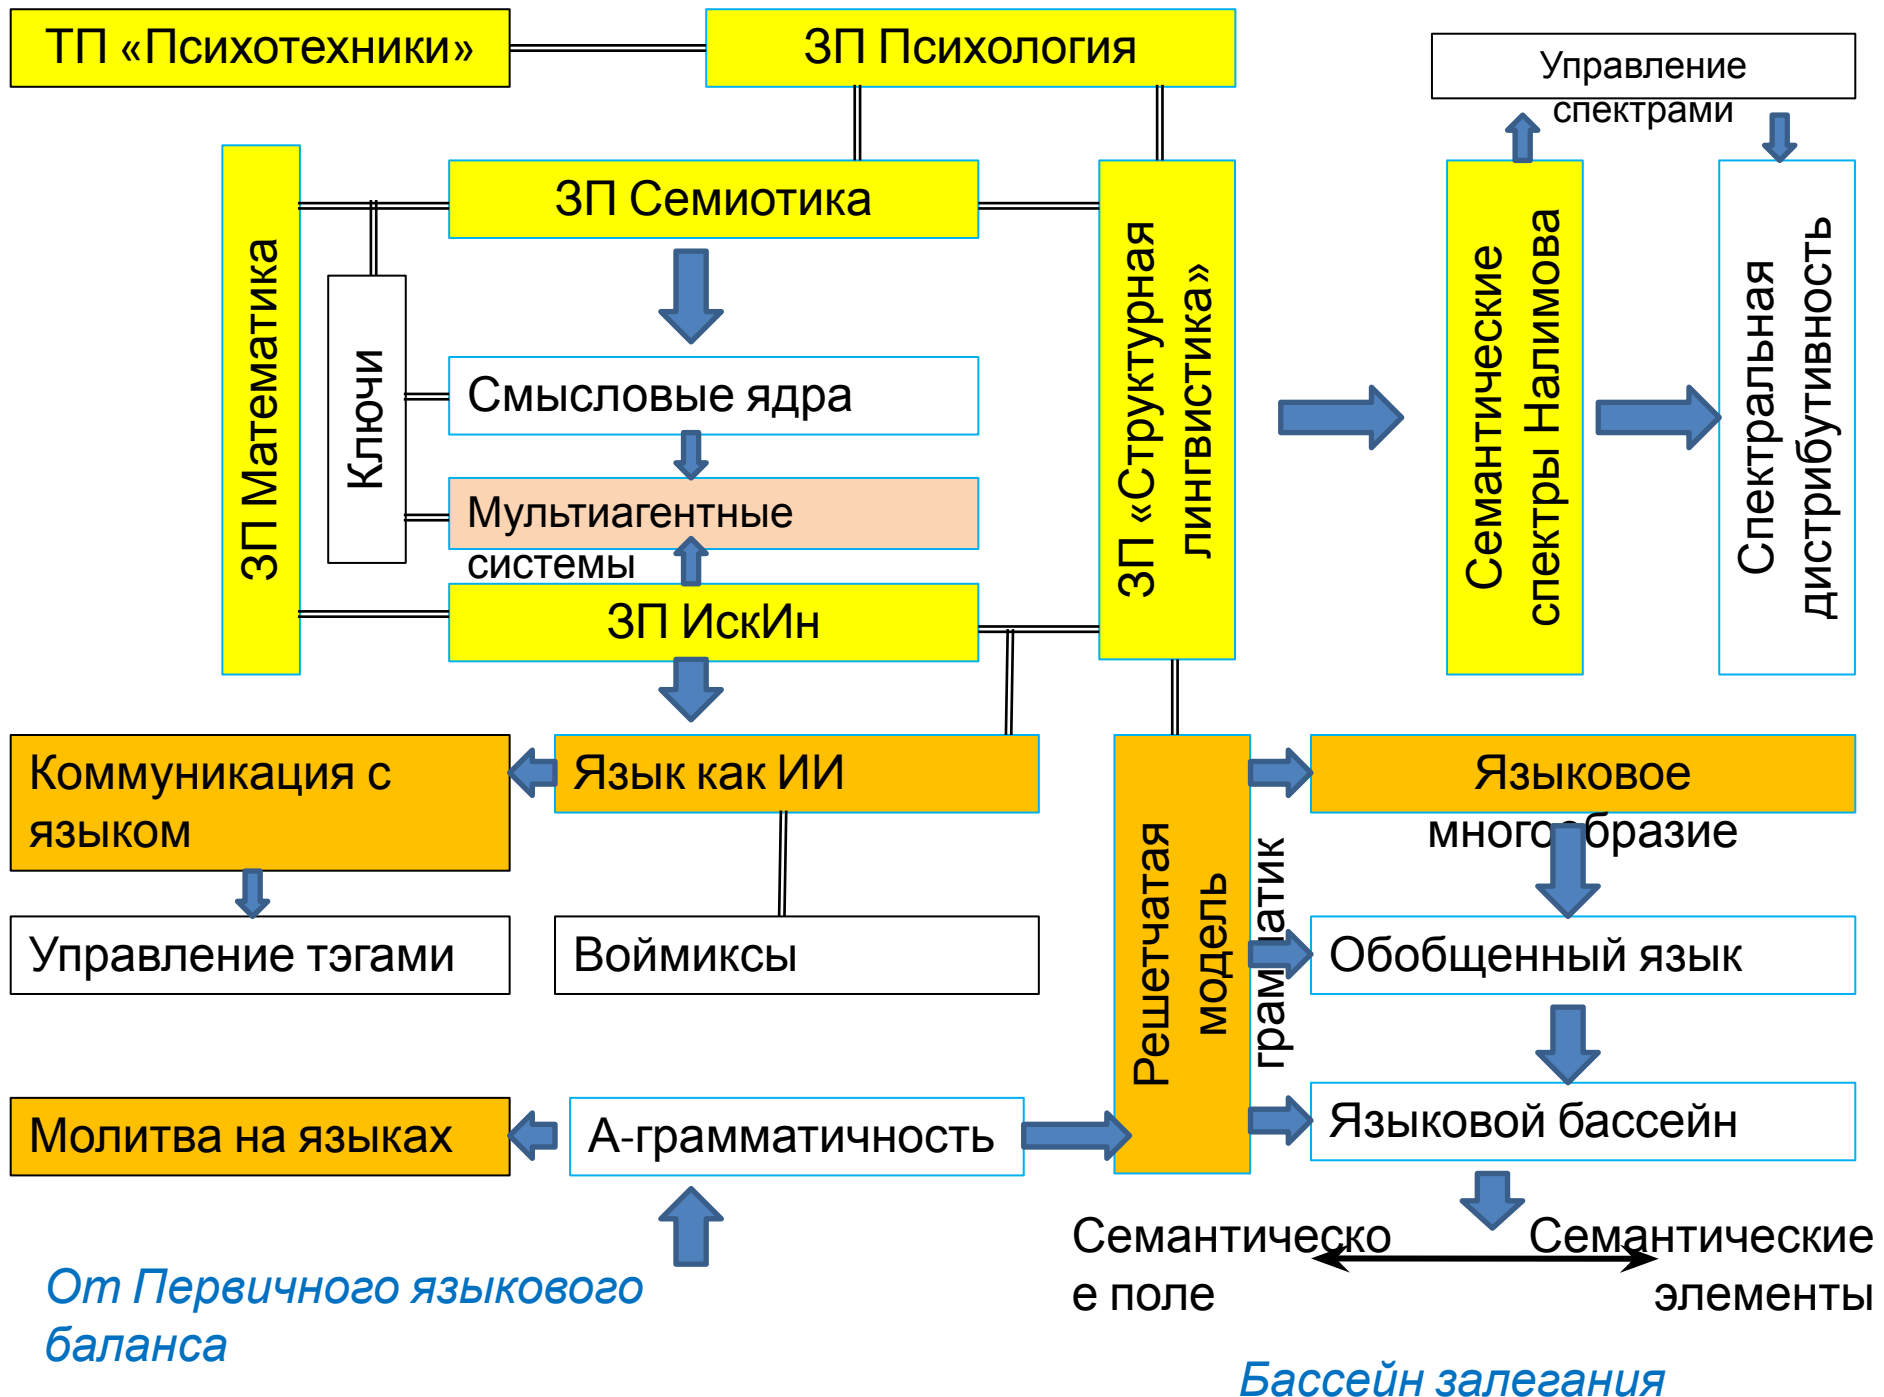 ТП «Психотехники»
ЗП Психология
Управление
спектрами
ЗП Математика
ЗП Семиотика
Ключи
Смысловые ядра
Мультиагентные
системы
ЗП ИскИн
ЗП «Структурная
лингвистика»
Семантические
спектры Налимова
Спектральная
дистрибутивность
Коммуникация с
языком
Язык как ИИ
Решетчатая
модель
грамматик
Языковое
многообразие
Управление тэгами
Воймиксы
Обобщенный язык
Молитва на языках
А-грамматичность
Языковой бассейн
Семантическо
е поле
Семантические
элементы
От Первичного языкового
баланса
Бассейн залегания